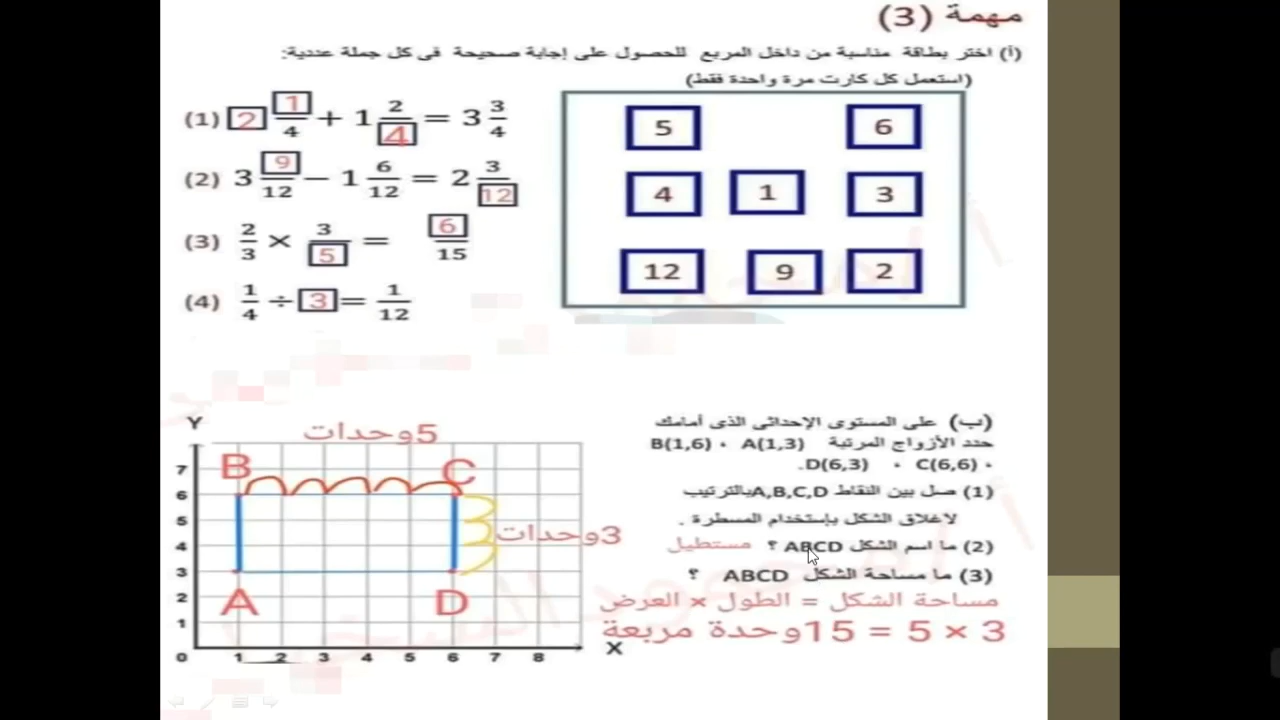 مهمة (3)
(أ) اختر بطاقة مناسبة من داخل المربع للحصول على إجابة صحيحة فى كل جملة عددية:
(استعمل كل كارت مرة واحدة فقط)
(1) 2 1/4 + 1 2/4 = 3 3/4
(2) 3 9/12 − 1 6/12 = 2 3/12
(3) 2/3 × 3/5 = 6/15
(4) 1/4 ÷ 3 = 1/12
5 6
4 1 3
12 9 2
(ب) على المستوى الإحداثى الذى أمامك
حدد الأزواج المرتبة A(1,3) ، B(1,6)
، C(6,6) ، D(6,3).
(1) صل بين النقاط A,B,C,D بالترتيب
لاغلاق الشكل بإستخدام المسطرة .
(2) ما اسم الشكل ABCD ؟ مستطيل
(3) ما مساحة الشكل ABCD ؟
مساحة الشكل = الطول × العرض
3 × 5 = 15 وحدة مربعة
Y
5 وحدات
B C
7
6
5
4
3
2
1
3 وحدات
A D
0 1 2 3 4 5 6 7 8 X